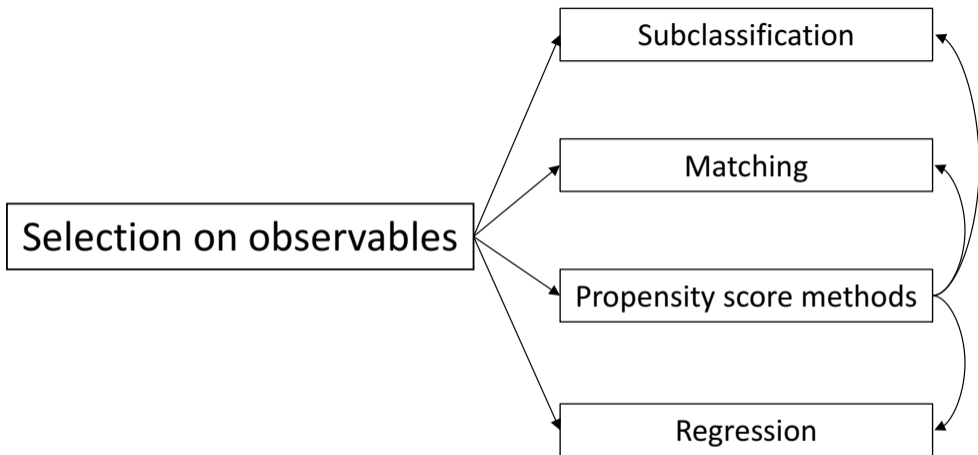 Subclassification
Matching
Selection on observables
Propensity score methods
Regression